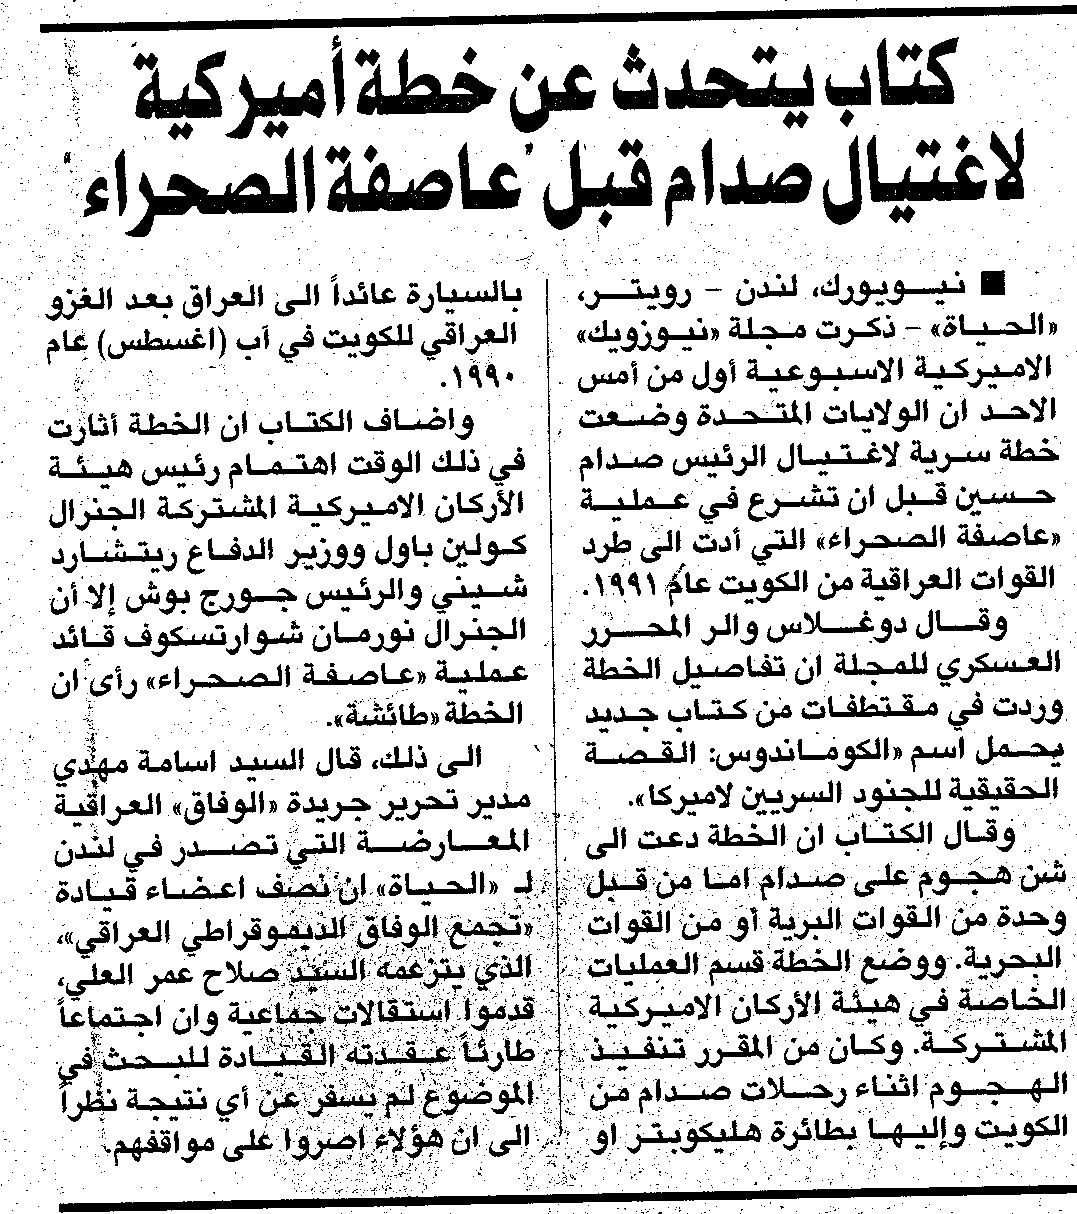 كتاب يتحدث عن خطة أميركية
لاغتيال صدام قبل "عاصفة الصحراء"
■ نيويورك، لندن – رويتر،
«الحياة» – ذكرت مجلة «نيوزويك»
الاميركية الاسبوعية أول من أمس
الاحد ان الولايات المتحدة وضعت
خطة سرية لاغتيال الرئيس صدام
حسين قبل ان تشرع في عملية
«عاصفة الصحراء» التي أدت الى طرد
القوات العراقية من الكويت عام ١٩٩١.
وقال دوغلاس والر المحرر
العسكري للمجلة ان تفاصيل الخطة
وردت في مقتطفات من كتاب جديد
يحمل اسم «الكوماندوس: القصة
الحقيقية للجنود السريين لاميركا».
وقال الكتاب ان الخطة دعت الى
شن هجوم على صدام اما من قبل
وحدة من القوات البرية أو من القوات
البحرية. ووضع الخطة قسم العمليات
الخاصة في هيئة الأركان الاميركية
المشتركة. وكان من المقرر تنفيذ
الهجوم اثناء رحلات صدام من
الكويت وإليها بطائرة هليكوبتر او
بالسيارة عائداً الى العراق بعد الغزو
العراقي للكويت في آب (اغسطس) عام
١٩٩٠.
واضاف الكتاب ان الخطة أثارت
في ذلك الوقت اهتمام رئيس هيئة
الأركان الاميركية المشتركة الجنرال
كولين باول ووزير الدفاع ريتشارد
شيني والرئيس جورج بوش إلا أن
الجنرال نورمان شوارتسكوف قائد
عملية «عاصفة الصحراء» رأى ان
الخطة «طائشة».
الى ذلك، قال السيد اسامة مهدي
مدير تحرير جريدة «الوفاق» العراقية
المعارضة التي تصدر في لندن
لـ «الحياة» ان نصف اعضاء قيادة
«تجمع الوفاق الديموقراطي العراقي»،
الذي يتزعمه السيد صلاح عمر العلي،
قدموا استقالات جماعية وان اجتماعاً
طارئاً عقدته القيادة للبحث في
الموضوع لم يسفر عن أي نتيجة نظراً
الى ان هؤلاء اصروا على مواقفهم.